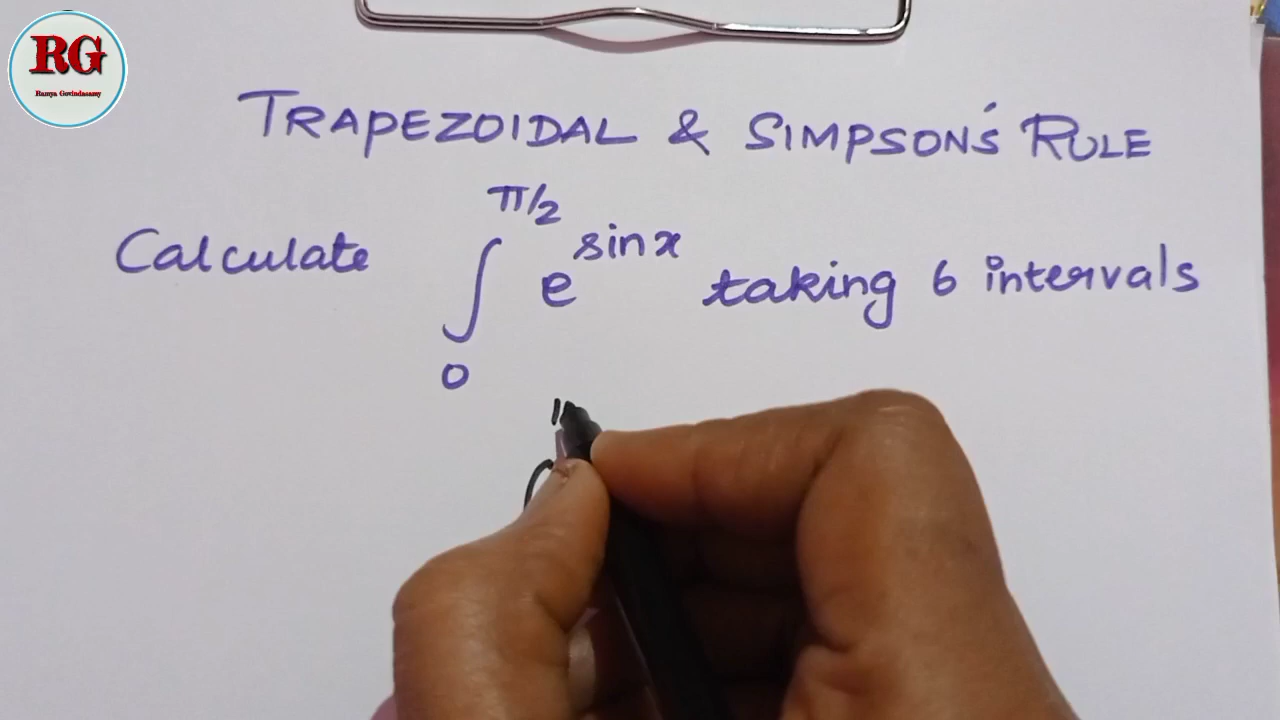 RG
Ramya Govindasamy
TRAPEZOIDAL & SIMPSON'S RULE
Calculate ∫₀^π/2 e^sin x taking 6 intervals